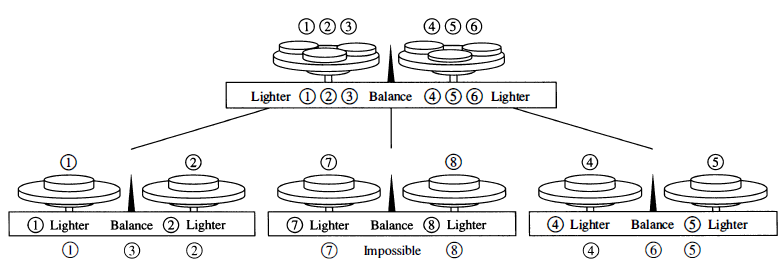 ① ② ③ ④ ⑤ ⑥
Lighter ① ② ③ Balance ④ ⑤ ⑥ Lighter
① ② ⑦ ⑧ ④ ⑤
① Lighter Balance ② Lighter ⑦ Lighter Balance ⑧ Lighter ④ Lighter Balance ⑤ Lighter
① ③ ② ⑦ Impossible ⑧ ④ ⑥ ⑤